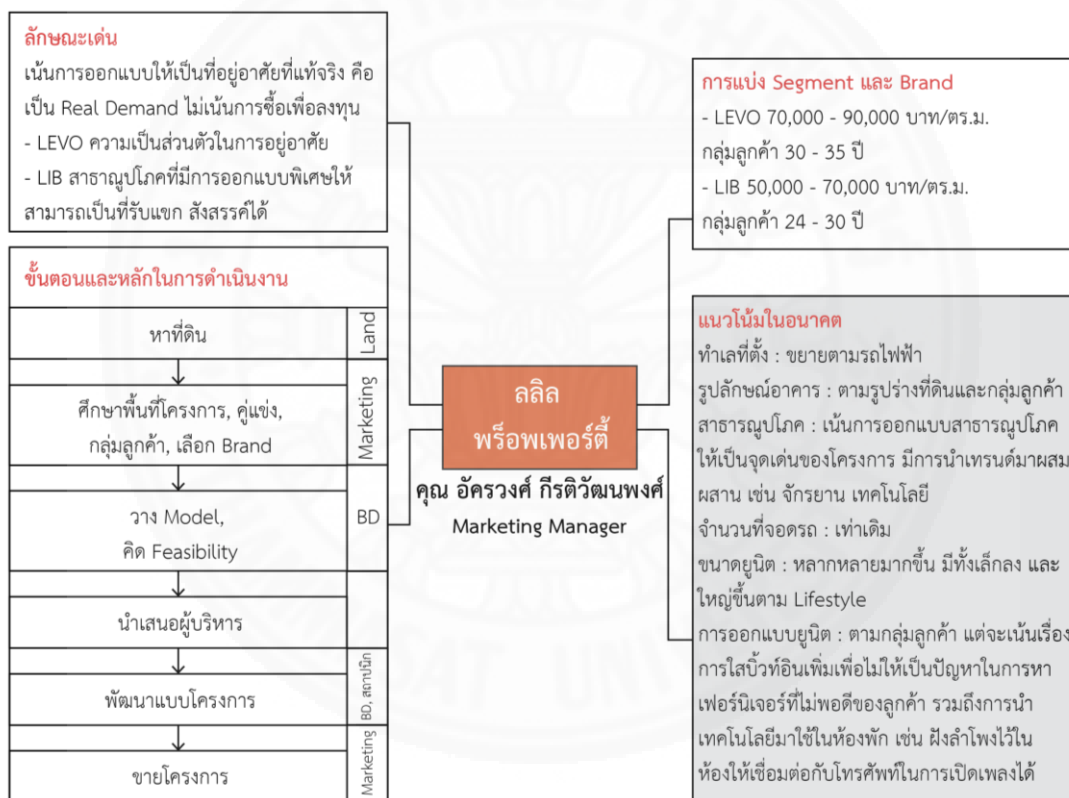 ลักษณะเด่น
เน้นการออกแบบให้เป็นที่อยู่อาศัยที่แท้จริง คือ
เป็น Real Demand ไม่เน้นการซื้อเพื่อลงทุน
- LEVO ความเป็นส่วนตัวในการอยู่อาศัย
- LIB สาธาณูปโภคที่มีการออกแบบพิเศษให้
สามารถเป็นที่รับแขก สังสรรค์ได้
ขั้นตอนและหลักในการดำเนินงาน
หาที่ดิน
Land
ศึกษาพื้นที่โครงการ, คู่แข่ง,
กลุ่มลูกค้า, เลือก Brand
Marketing
วาง Model,
คิด Feasibility
BD
นำเสนอผู้บริหาร
พัฒนาแบบโครงการ
BD, สถาปนิก
ขายโครงการ
Marketing
ลลิล
พร็อพเพอร์ตี้
คุณ อัครวงศ์ กีรติวัฒนพงศ์
Marketing Manager
การแบ่ง Segment และ Brand
- LEVO 70,000 - 90,000 บาท/ตร.ม.
กลุ่มลูกค้า 30 - 35 ปี
- LIB 50,000 - 70,000 บาท/ตร.ม.
กลุ่มลูกค้า 24 - 30 ปี
แนวโน้มในอนาคต
ทำเลที่ตั้ง : ขยายตามรถไฟฟ้า
รูปลักษณ์อาคาร : ตามรูปร่างที่ดินและกลุ่มลูกค้า
สาธารณูปโภค : เน้นการออกแบบสาธารณูปโภค
ให้เป็นจุดเด่นของโครงการ มีการนำเทรนด์มาผสม
ผสาน เช่น จักรยาน เทคโนโลยี
จำนวนที่จอดรถ : เท่าเดิม
ขนาดยูนิต : หลากหลายมากขึ้น มีทั้งเล็กลง และ
ใหญ่ขึ้นตาม Lifestyle
การออกแบบยูนิต : ตามกลุ่มลูกค้า แต่จะเน้นเรื่อง
การใสบิ้วท์อินเพิ่มเพื่อไม่ให้เป็นปัญหาในการหา
เฟอร์นิเจอร์ที่ไม่พอดีของลูกค้า รวมถึงการนำ
เทคโนโลยีมาใช้ในห้องพัก เช่น ฝังลำโพงไว้ใน
ห้องให้เชื่อมต่อกับโทรศัพท์ในการเปิดเพลงได้